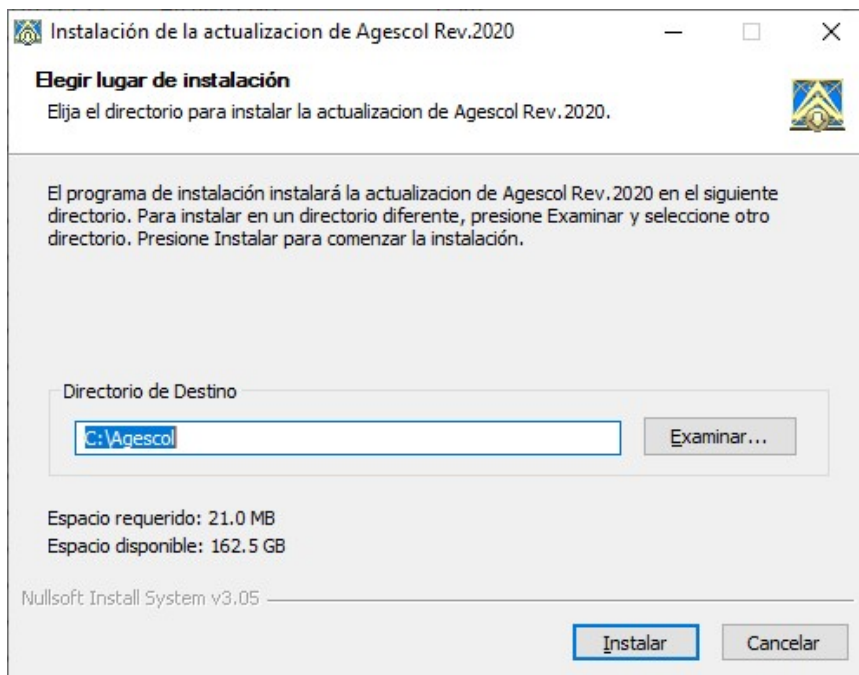 Instalación de la actualizacion de Agescol Rev.2020
Elegir lugar de instalación
Elija el directorio para instalar la actualizacion de Agescol Rev.2020.
El programa de instalación instalará la actualizacion de Agescol Rev.2020 en el siguiente
directorio. Para instalar en un directorio diferente, presione Examinar y seleccione otro
directorio. Presione Instalar para comenzar la instalación.
Directorio de Destino
C:\Agescol
Examinar...
Espacio requerido: 21.0 MB
Espacio disponible: 162.5 GB
Nullsoft Install System v3.05
Instalar
Cancelar